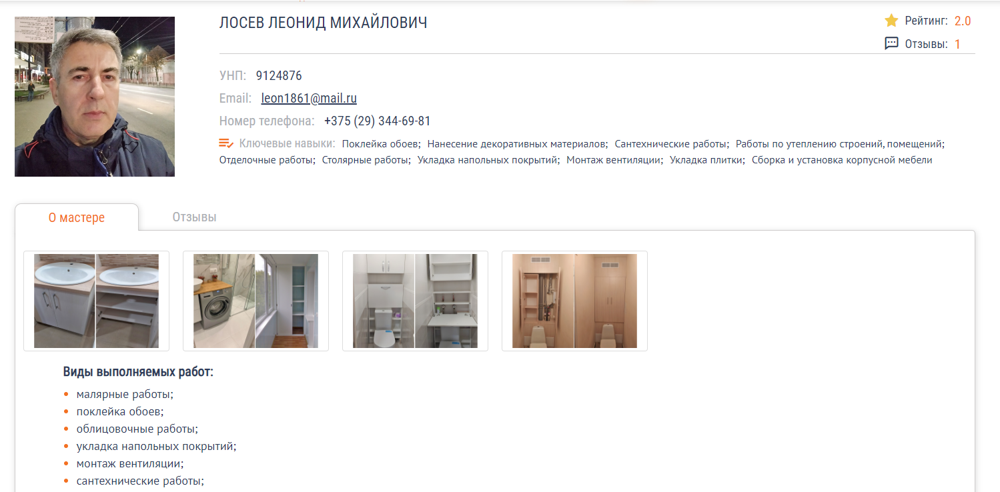 ЛОСЕВ ЛЕОНИД МИХАЙЛОВИЧ
Рейтинг: 2.0
Отзывы: 1
УНП: 9124876
Email: leon1861@mail.ru
Номер телефона: +375 (29) 344-69-81
Ключевые навыки: Поклейка обоев; Нанесение декоративных материалов; Сантехнические работы; Работы по утеплению строений, помещений;
Отделочные работы; Столярные работы; Укладка напольных покрытий; Монтаж вентиляции; Укладка плитки; Сборка и установка корпусной мебели
О мастере
Отзывы
Виды выполняемых работ:
• малярные работы;
• поклейка обоев;
• облицовочные работы;
• укладка напольных покрытий;
• монтаж вентиляции;
• сантехнические работы;